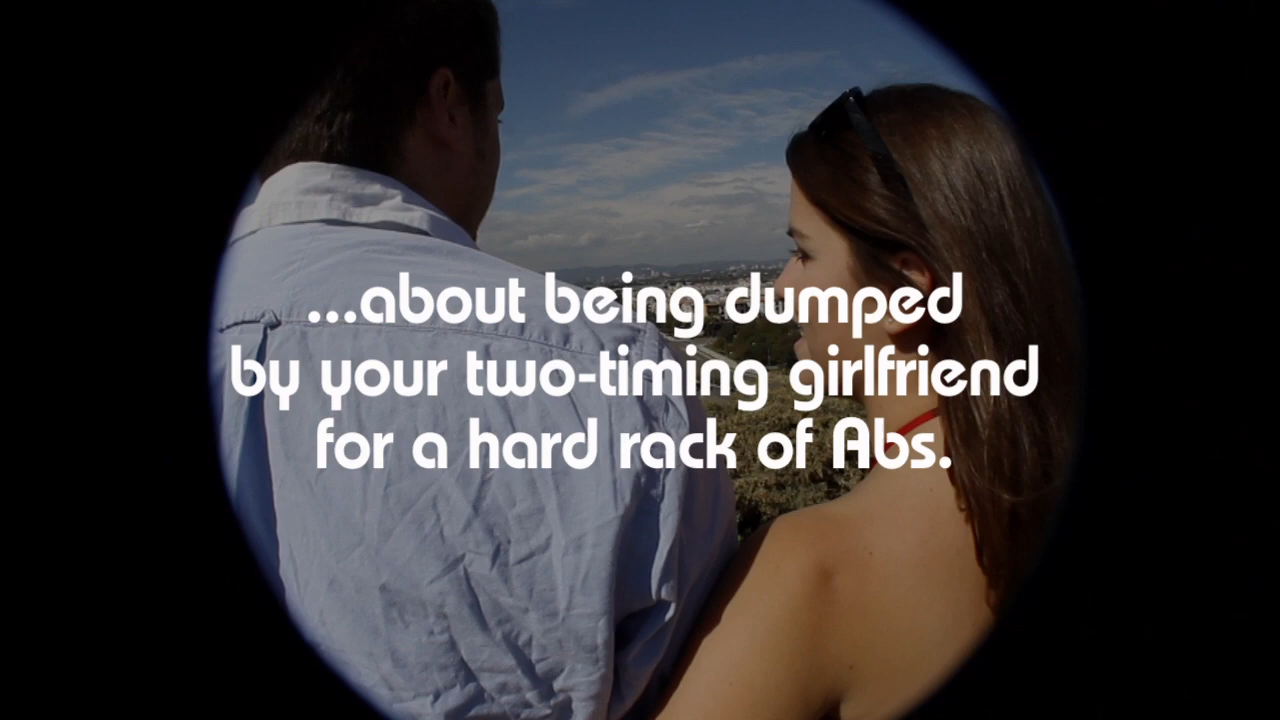 ...about being dumped
by your two-timing girlfriend
for a hard rack of Abs.